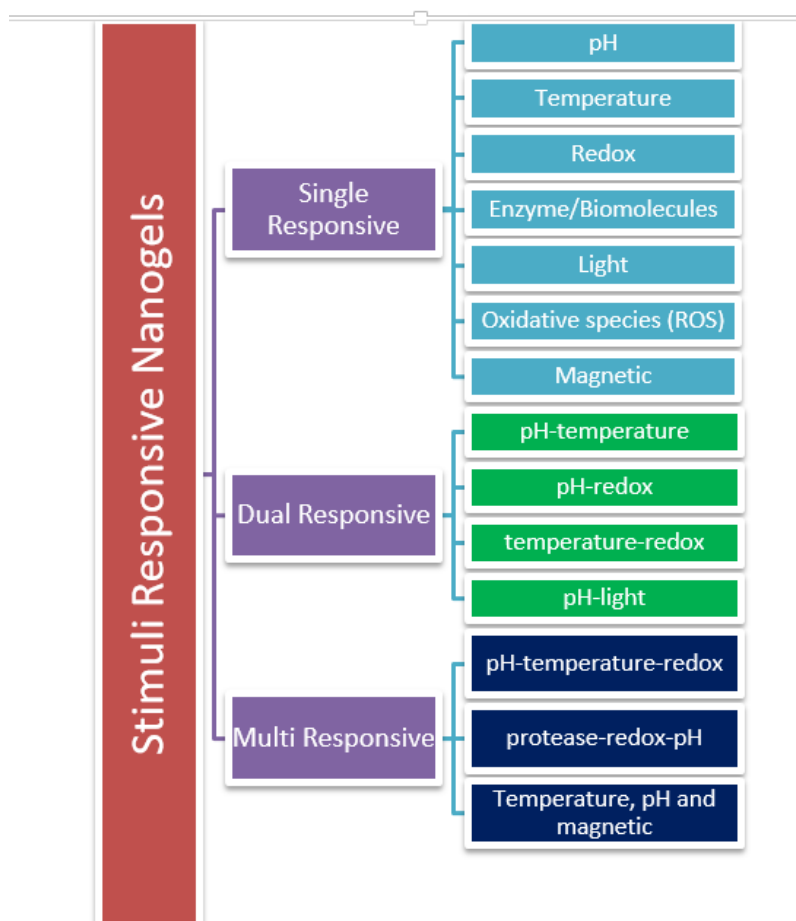 Stimuli Responsive Nanogels
Single
Responsive
pH
Temperature
Redox
Enzyme/Biomolecules
Light
Oxidative species (ROS)
Magnetic
Dual Responsive
pH-temperature
pH-redox
temperature-redox
pH-light
Multi Responsive
pH-temperature-redox
protease-redox-pH
Temperature, pH and
magnetic